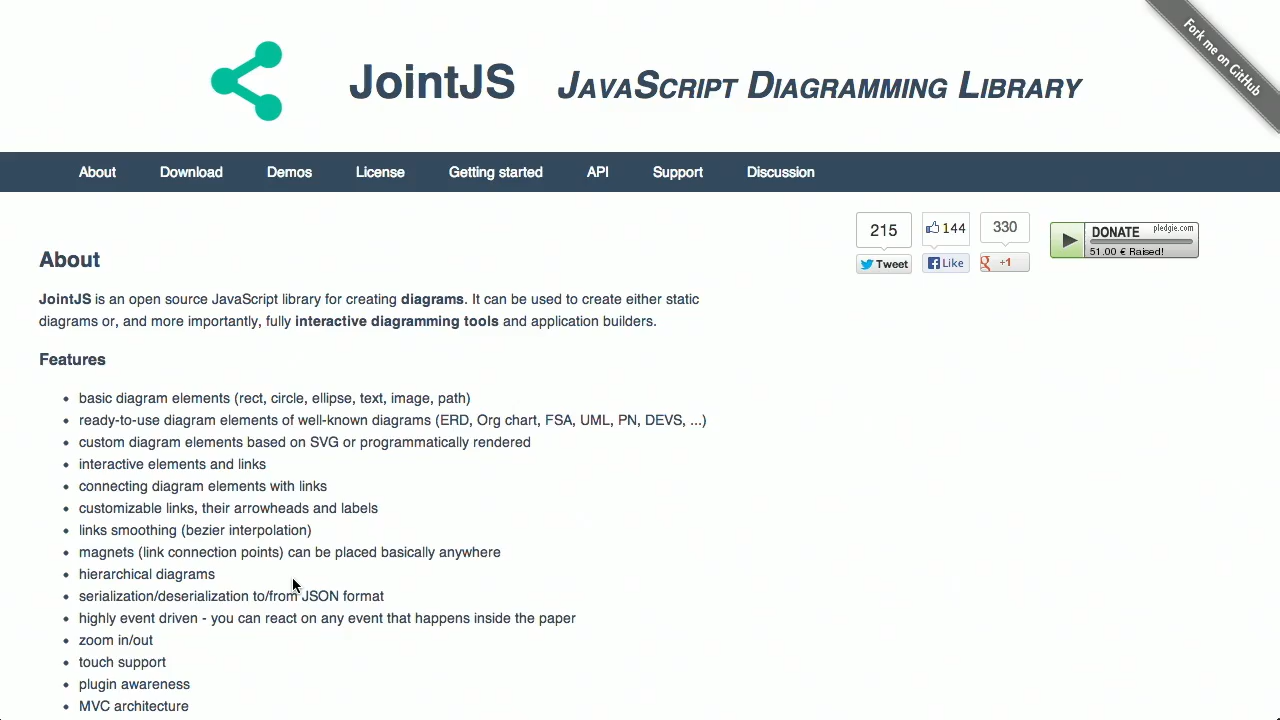 Fork me on GitHub
JointJS JAVASCRIPT DIAGRAMMING LIBRARY
About Download Demos License Getting started API Support Discussion
215 144 330
Tweet Like +1
DONATE pledgie.com
51.00 € Raised!
About
JointJS is an open source JavaScript library for creating diagrams. It can be used to create either static
diagrams or, and more importantly, fully interactive diagramming tools and application builders.
Features
• basic diagram elements (rect, circle, ellipse, text, image, path)
• ready-to-use diagram elements of well-known diagrams (ERD, Org chart, FSA, UML, PN, DEVS, ...)
• custom diagram elements based on SVG or programmatically rendered
• interactive elements and links
• connecting diagram elements with links
• customizable links, their arrowheads and labels
• links smoothing (bezier interpolation)
• magnets (link connection points) can be placed basically anywhere
• hierarchical diagrams
• serialization/deserialization to/from JSON format
• highly event driven - you can react on any event that happens inside the paper
• zoom in/out
• touch support
• plugin awareness
• MVC architecture